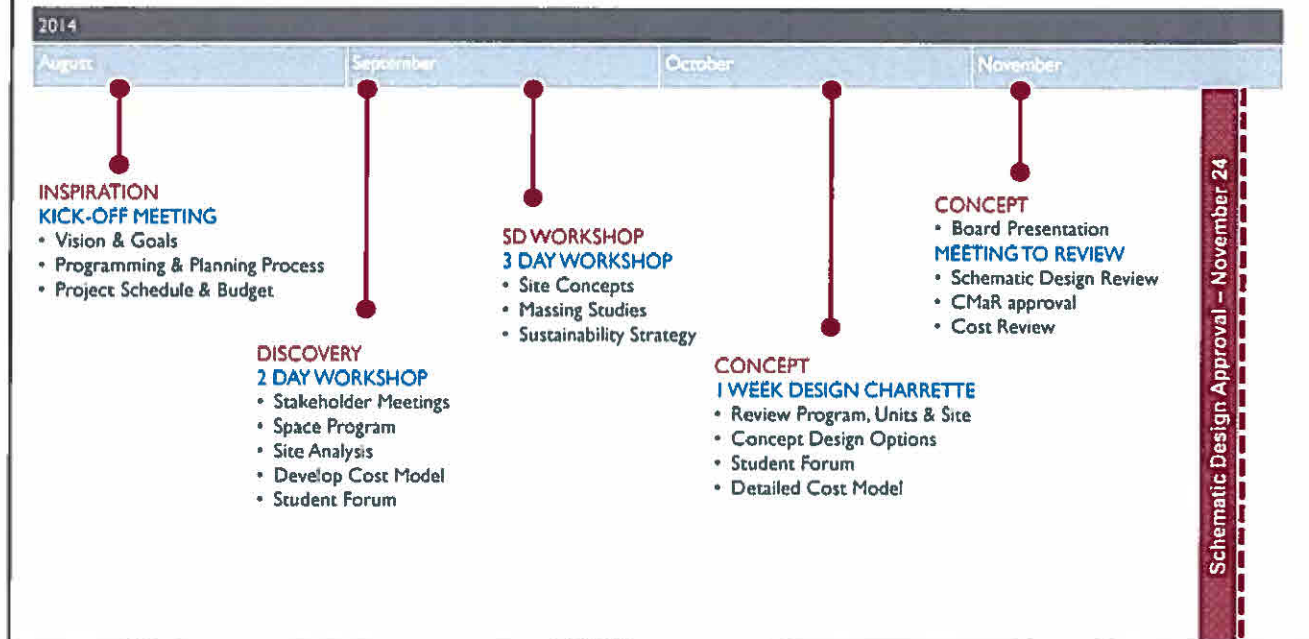 2014
August
September
October
November
INSPIRATION
KICK-OFF MEETING
• Vision & Goals
• Programming & Planning Process
• Project Schedule & Budget
DISCOVERY
2 DAY WORKSHOP
• Stakeholder Meetings
• Space Program
• Site Analysis
• Develop Cost Model
• Student Forum
SD WORKSHOP
3 DAY WORKSHOP
• Site Concepts
• Massing Studies
• Sustainability Strategy
CONCEPT
1 WEEK DESIGN CHARRETTE
• Review Program, Units & Site
• Concept Design Options
• Student Forum
• Detailed Cost Model
CONCEPT
• Board Presentation
MEETING TO REVIEW
• Schematic Design Review
• CMaR approval
• Cost Review
Schematic Design Approval – November 24